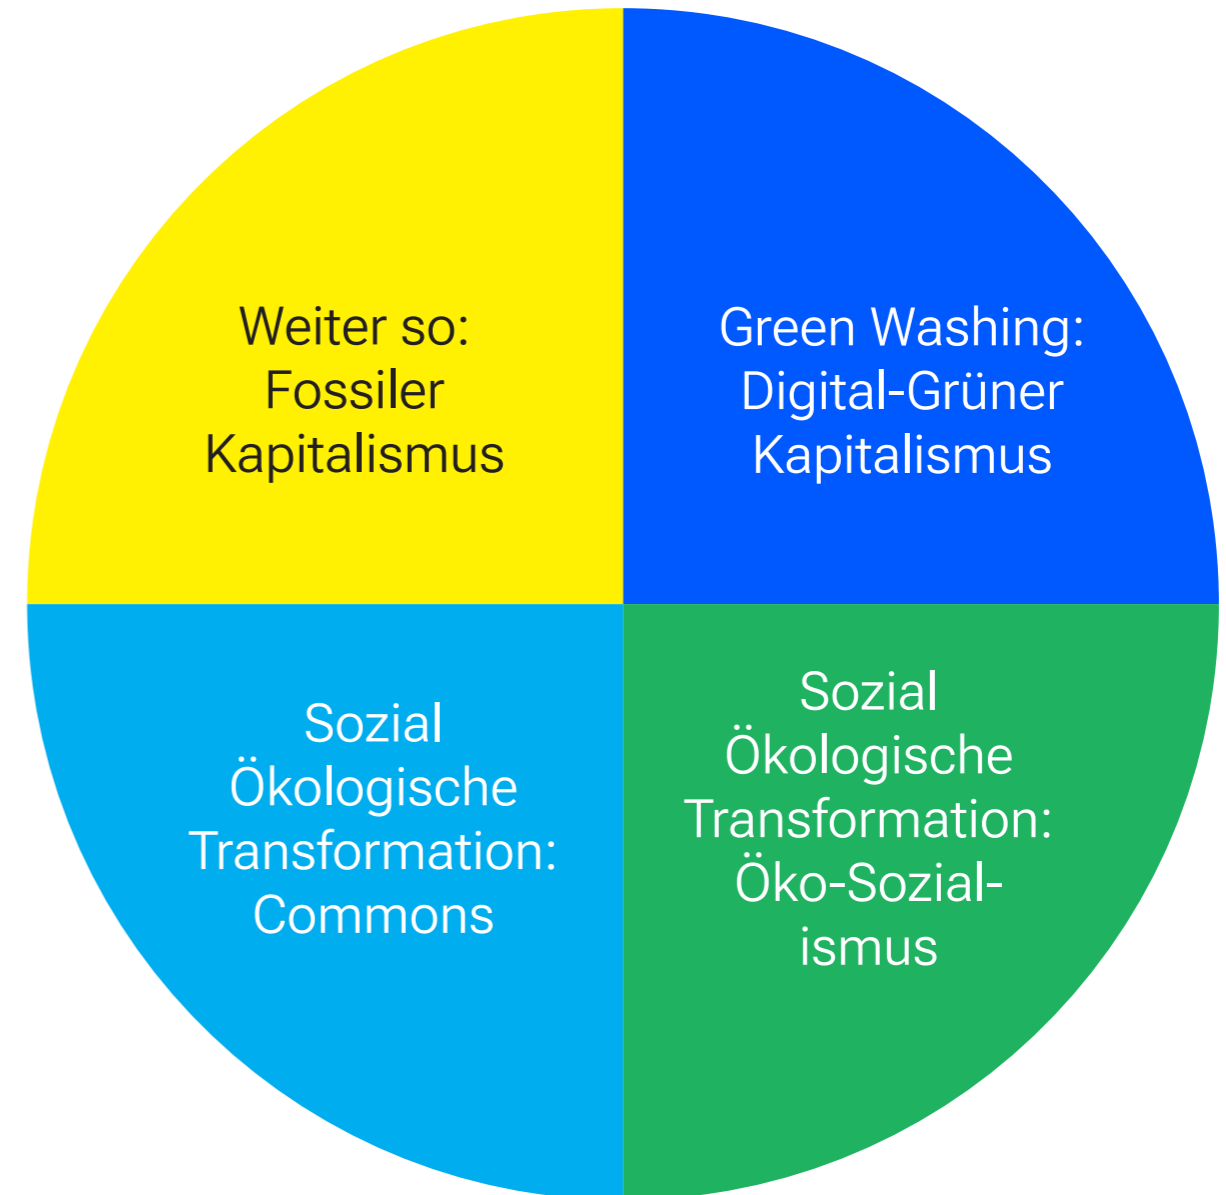 Weiter so:
Fossiler
Kapitalismus
Green Washing:
Digital-Grüner
Kapitalismus
Sozial
Ökologische
Transformation:
Commons
Sozial
Ökologische
Transformation:
Öko-Sozial-
ismus